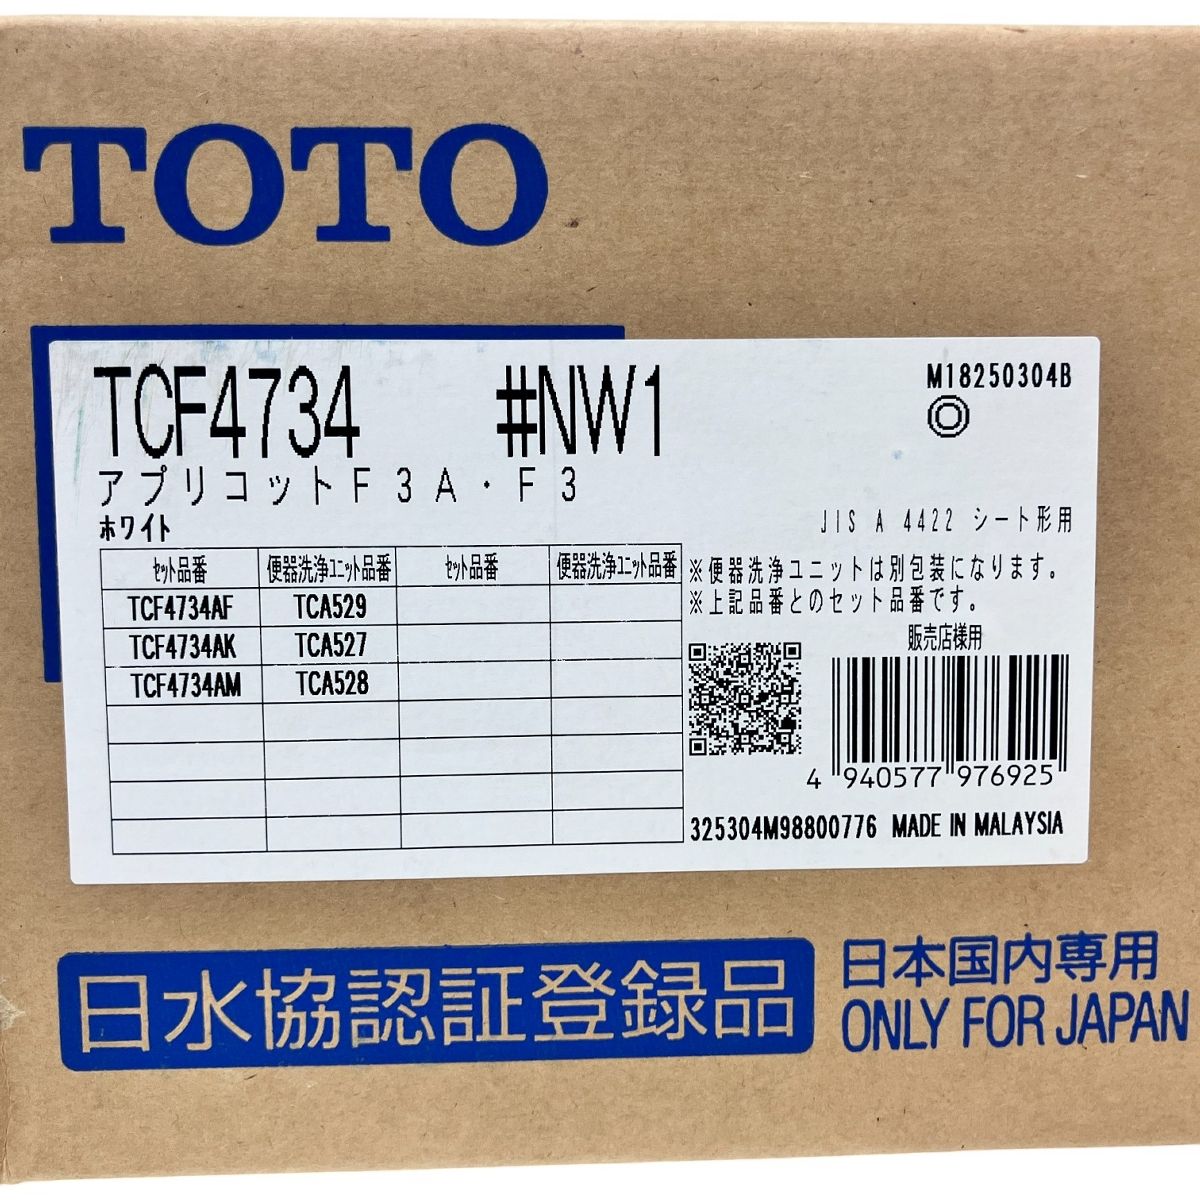 TOTO
TCF4734 #NW1
M18250304B
アプリコットF3A・F3
ホワイト
JIS A 4422 シート形用
ｾｯﾄ品番 便器洗浄ﾕﾆｯﾄ品番 ｾｯﾄ品番 便器洗浄ﾕﾆｯﾄ品番
TCF4734AF TCA529
TCF4734AK TCA527
TCF4734AM TCA528
※便器洗浄ユニットは別包装になります。
※上記品番とのセット品番です。
販売店様用
4 940577 976925
325304M98800776 MADE IN MALAYSIA
日水協認証登録品
日本国内専用
ONLY FOR JAPAN